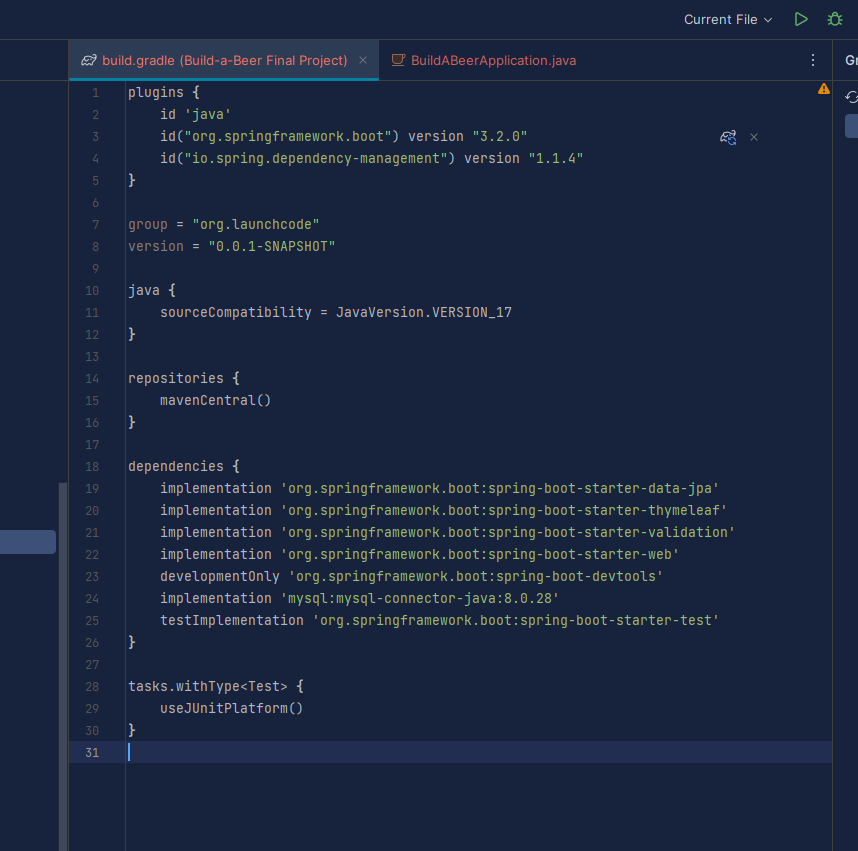 Current File
build.gradle (Build-a-Beer Final Project)
BuildABeerApplication.java
Gr
1 plugins {
2     id 'java'
3     id("org.springframework.boot") version "3.2.0"
4     id("io.spring.dependency-management") version "1.1.4"
5 }
6
7 group = "org.launchcode"
8 version = "0.0.1-SNAPSHOT"
9
10 java {
11     sourceCompatibility = JavaVersion.VERSION_17
12 }
13
14 repositories {
15     mavenCentral()
16 }
17
18 dependencies {
19     implementation 'org.springframework.boot:spring-boot-starter-data-jpa'
20     implementation 'org.springframework.boot:spring-boot-starter-thymeleaf'
21     implementation 'org.springframework.boot:spring-boot-starter-validation'
22     implementation 'org.springframework.boot:spring-boot-starter-web'
23     developmentOnly 'org.springframework.boot:spring-boot-devtools'
24     implementation 'mysql:mysql-connector-java:8.0.28'
25     testImplementation 'org.springframework.boot:spring-boot-starter-test'
26 }
27
28 tasks.withType<Test> {
29     useJUnitPlatform()
30 }
31